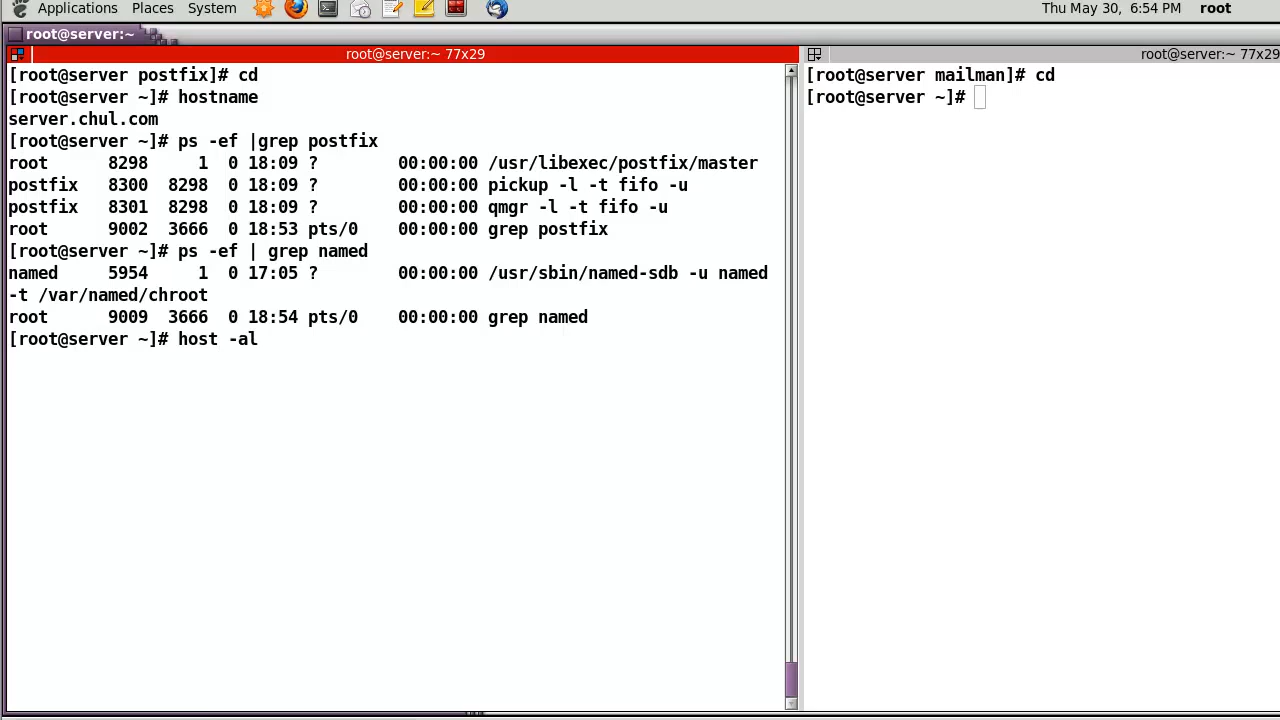 Applications Places System
Thu May 30, 6:54 PM root
root@server:~
root@server:~ 77x29
[root@server postfix]# cd
[root@server ~]# hostname
server.chul.com
[root@server ~]# ps -ef |grep postfix
root 8298 1 0 18:09 ? 00:00:00 /usr/libexec/postfix/master
postfix 8300 8298 0 18:09 ? 00:00:00 pickup -l -t fifo -u
postfix 8301 8298 0 18:09 ? 00:00:00 qmgr -l -t fifo -u
root 9002 3666 0 18:53 pts/0 00:00:00 grep postfix
[root@server ~]# ps -ef | grep named
named 5954 1 0 17:05 ? 00:00:00 /usr/sbin/named-sdb -u named
-t /var/named/chroot
root 9009 3666 0 18:54 pts/0 00:00:00 grep named
[root@server ~]# host -al
root@server:~ 77x29
[root@server mailman]# cd
[root@server ~]#